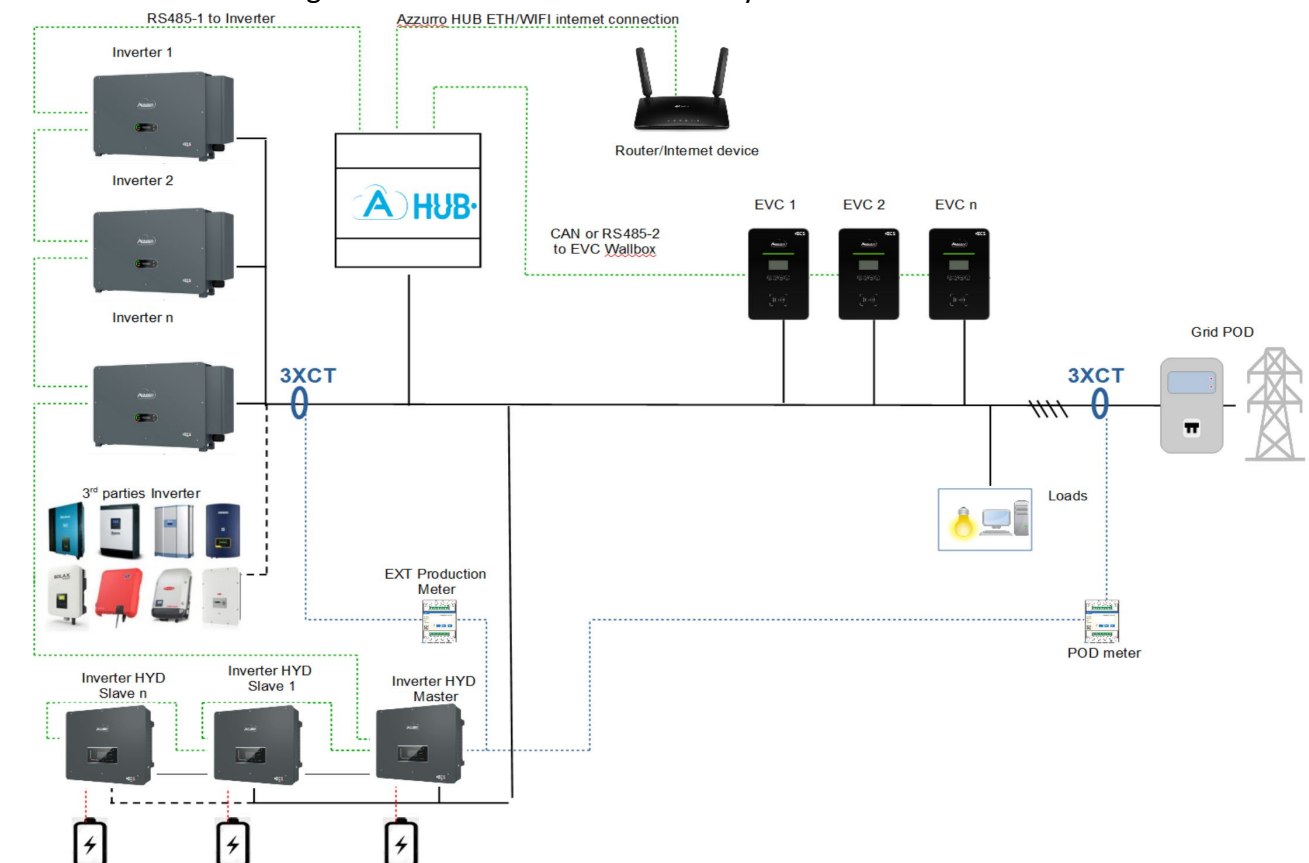 RS485-1 to Inverter
Azzurro HUB ETH/WIFI internet connection
Inverter 1
Router/Internet device
Inverter 2
A HUB
EVC 1
EVC 2
EVC n
CAN or RS485-2
to EVC Wallbox
Inverter n
Grid POD
3XCT
3XCT
3rd parties Inverter
Loads
SOLAX
EXT Production
Meter
POD meter
Inverter HYD
Slave n
Inverter HYD
Slave 1
Inverter HYD
Master